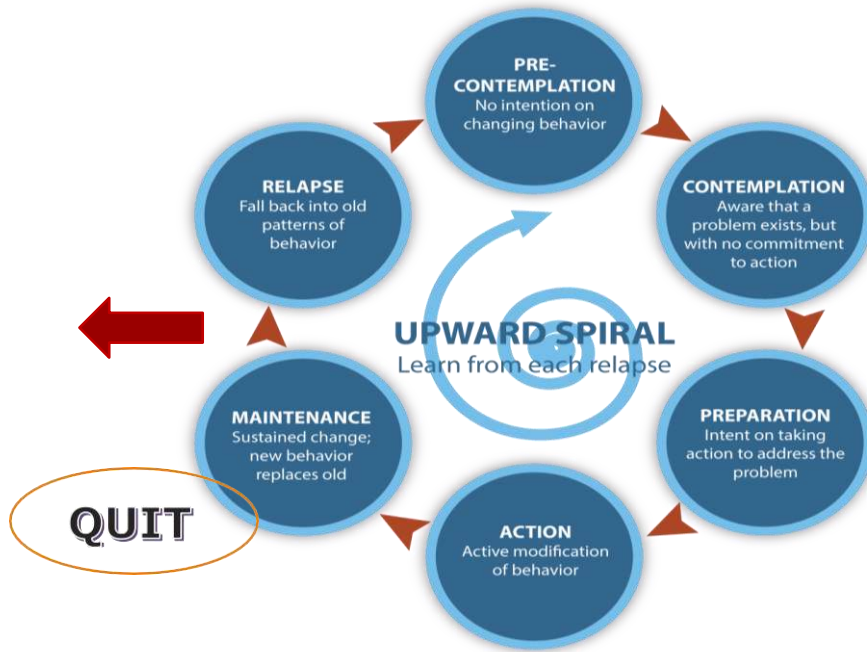 PRE-
CONTEMPLATION
No intention on
changing behavior
CONTEMPLATION
Aware that a
problem exists, but
with no commitment
to action
PREPARATION
Intent on taking
action to address the
problem
ACTION
Active modification
of behavior
MAINTENANCE
Sustained change;
new behavior
replaces old
RELAPSE
Fall back into old
patterns of
behavior
UPWARD SPIRAL
Learn from each relapse
QUIT